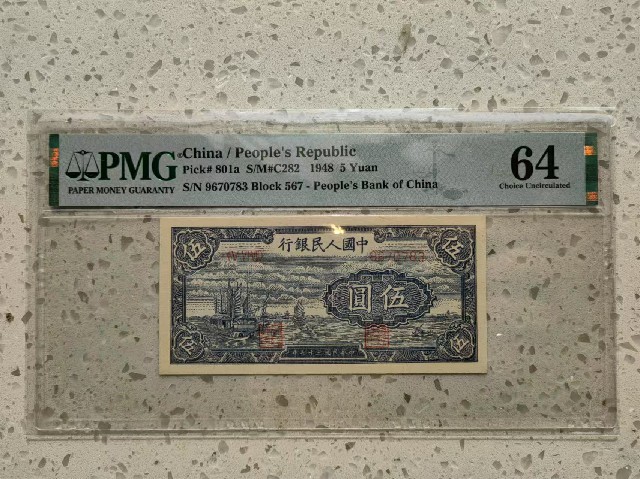 PMG
PAPER MONEY GUARANTY
China / People's Republic
Pick# 801a S/M#C282 1948 5 Yuan
S/N 9670783 Block 567 - People's Bank of China
64
Choice Uncirculated
行銀民人國中
伍 伍
圓伍
伍 伍